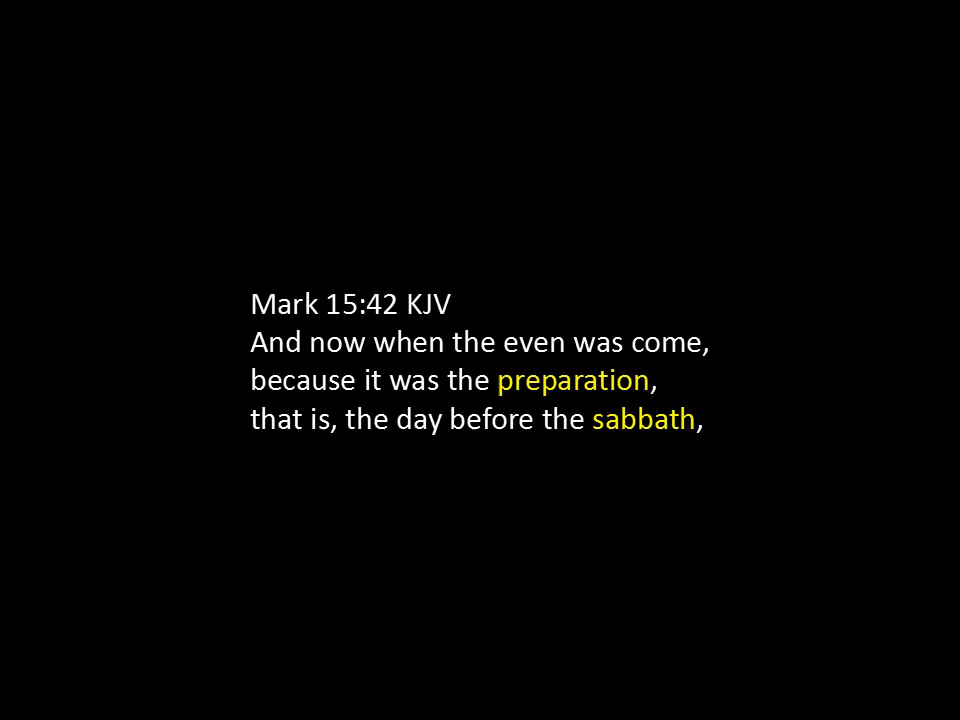 Mark 15:42 KJV
And now when the even was come,
because it was the preparation,
that is, the day before the sabbath,